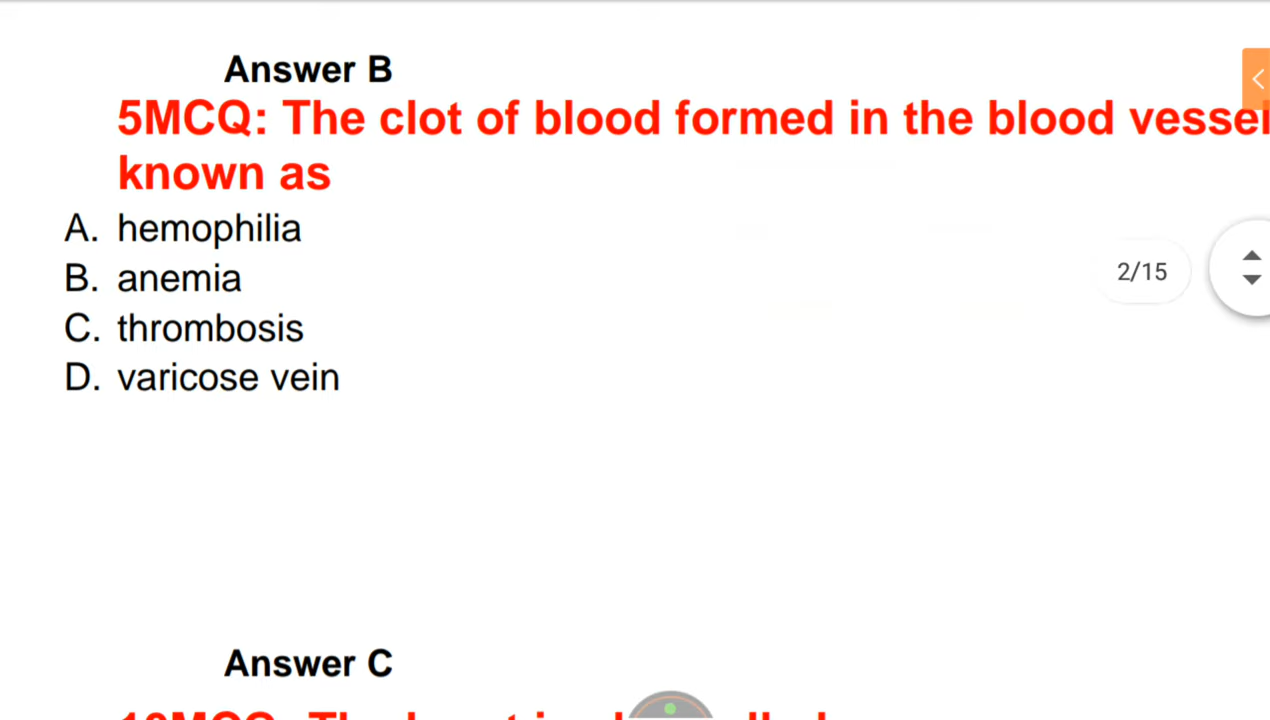 Answer B
5MCQ: The clot of blood formed in the blood vessel
known as
A. hemophilia
B. anemia
2/15
C. thrombosis
D. varicose vein
Answer C